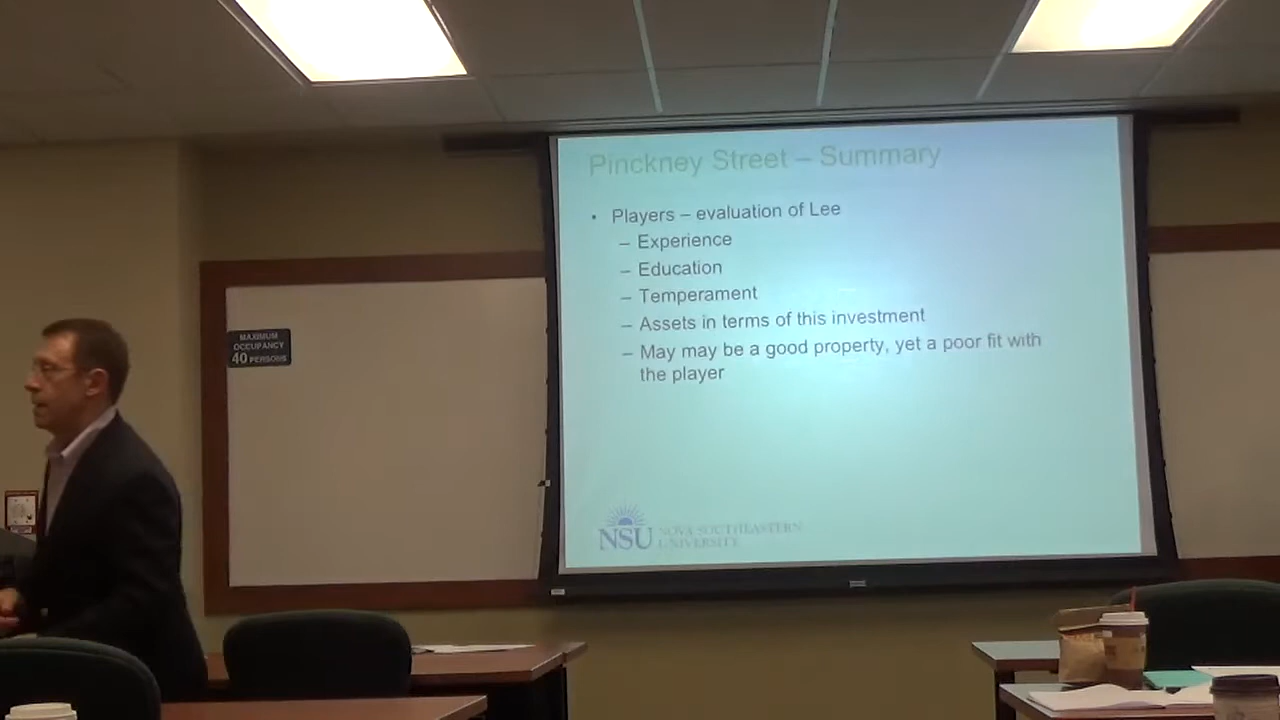 Pinckney Street – Summary
• Players – evaluation of Lee
– Experience
– Education
– Temperament
– Assets in terms of this investment
– May may be a good property, yet a poor fit with
the player
NSU NOVA SOUTHEASTERN
UNIVERSITY
MAXIMUM
OCCUPANCY
40 PERSONS